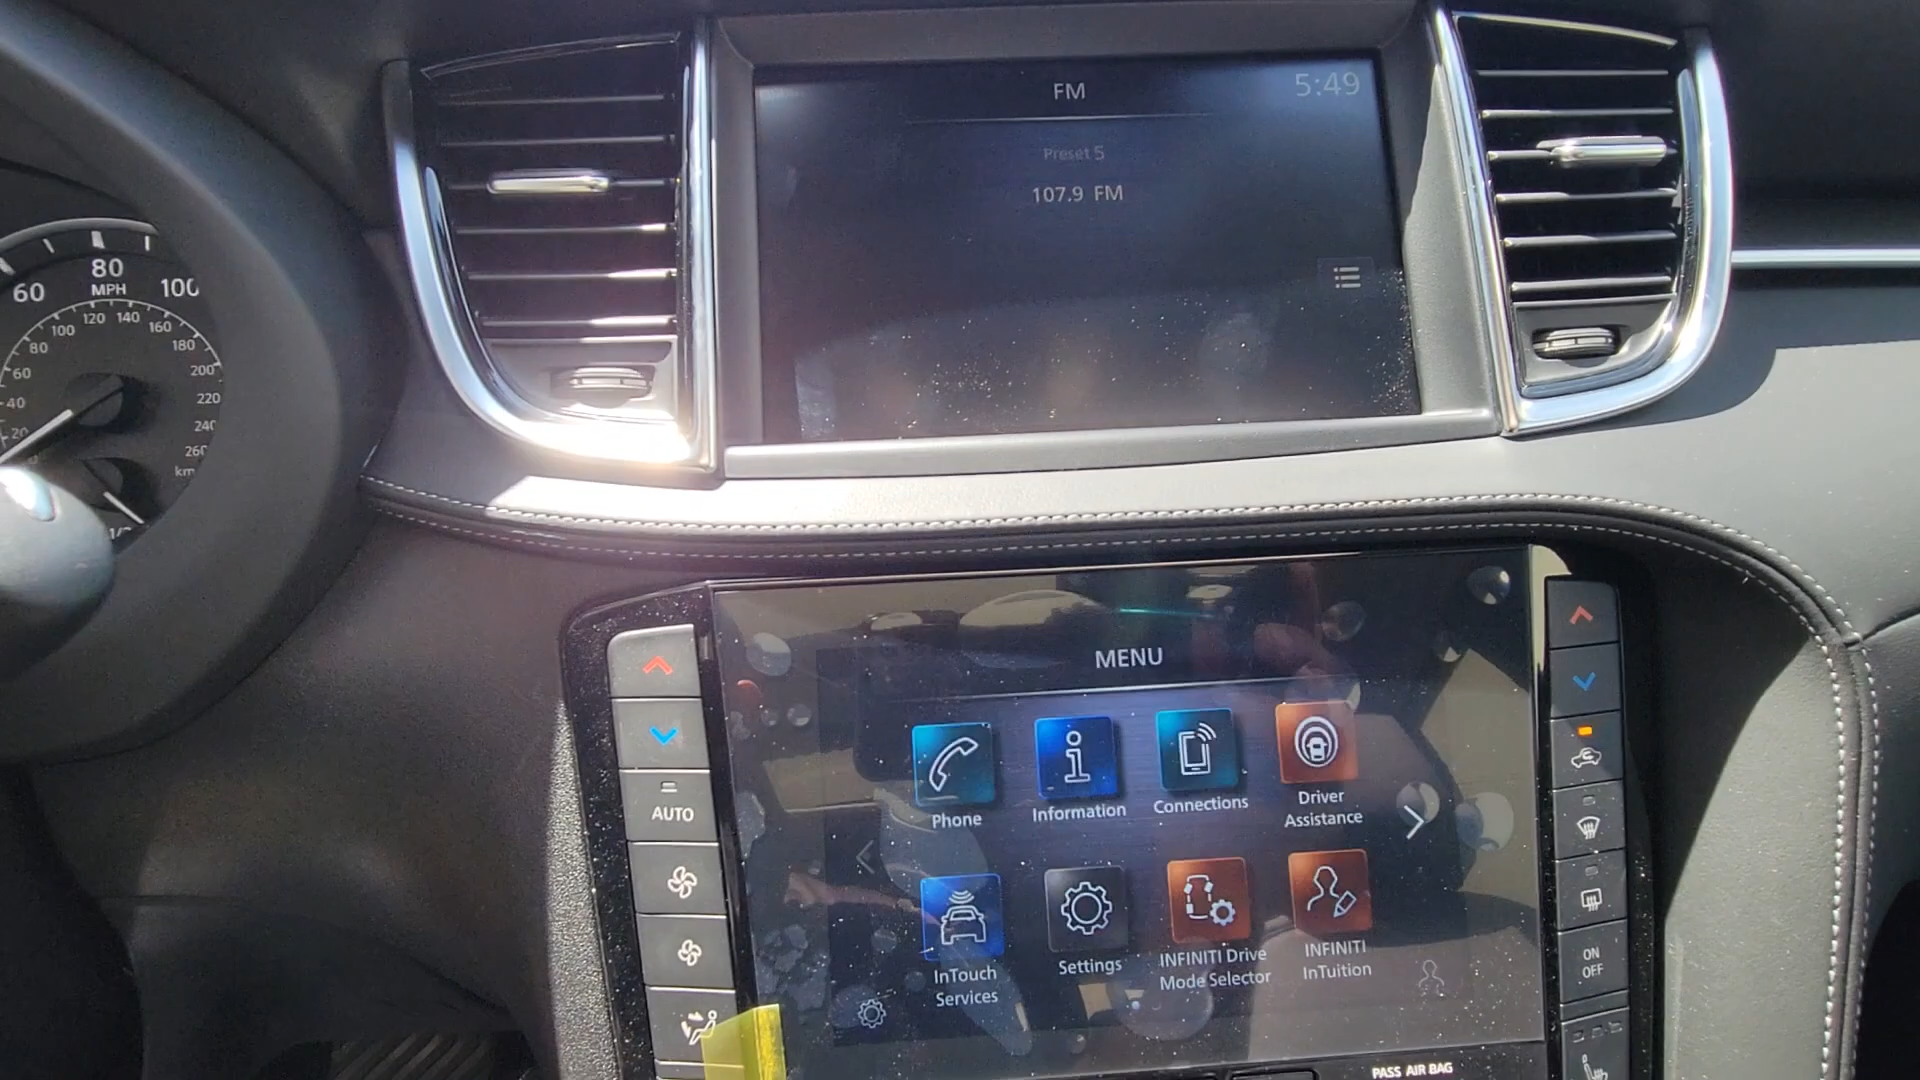 FM
5:49
Preset 5
107.9 FM
60
80
MPH
100
20
40
60
80
100
120
140
160
180
200
220
240
260
km
1/2
MENU
Phone
Information
Connections
Driver
Assistance
InTouch
Services
Settings
INFINITI Drive
Mode Selector
INFINITI
InTuition
AUTO
ON
OFF
PASS AIR BAG